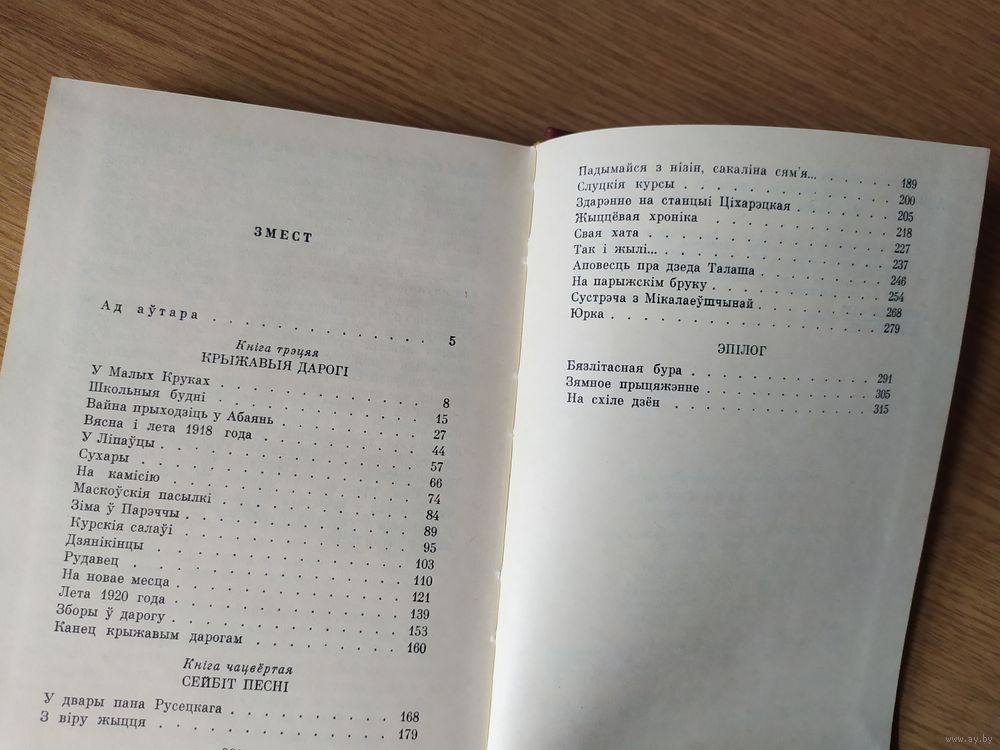 ЗМЕСТ
Ад аўтара . . . . . . . . . . . . . 5
Кніга трэцяя
КРЫЖАВЫЯ ДАРОГІ
У Малых Круках . . . . . . . . . . 8
Школьныя будні . . . . . . . . . . 15
Вайна прыходзіць у Абаянь . . . . . . . 27
Вясна і лета 1918 года . . . . . . . . 44
У Ліпаўцы . . . . . . . . . . . . 57
Сухары . . . . . . . . . . . . . 66
На камісію . . . . . . . . . . . . 74
Маскоўскія пасылкі . . . . . . . . . 84
Зіма ў Парэччы . . . . . . . . . . 89
Курскія салаўі . . . . . . . . . . . 95
Дзянікінцы . . . . . . . . . . . . 103
Рудавец . . . . . . . . . . . . . 110
На новае месца . . . . . . . . . . 121
Лета 1920 года . . . . . . . . . . 139
Зборы ў дарогу . . . . . . . . . . 153
Канец крыжавым дарогам . . . . . . . 160
Кніга чацвёртая
СЕЙБІТ ПЕСНІ
У двары пана Русецкага . . . . . . . . 168
З віру жыцця . . . . . . . . . . . 179
Падымайся з нізін, сакаліна сям'я... . . . . . 189
Слуцкія курсы . . . . . . . . . . . 200
Здарэнне на станцыі Ціхарэцкая . . . . . 205
Жыццёвая хроніка . . . . . . . . . . 218
Свая хата . . . . . . . . . . . . 227
Так і жылі... . . . . . . . . . . . . 237
Аповесць пра дзеда Талаша . . . . . . . 246
На парыжскім бруку . . . . . . . . . 254
Сустрэча з Мікалаеўшчынай . . . . . . . 268
Юрка . . . . . . . . . . . . . . 279
ЭПІЛОГ
Бязлітасная бура . . . . . . . . . . 291
Зямное прыцяжэнне . . . . . . . . . 305
На схіле дзён . . . . . . . . . . . 315
www.ay.by